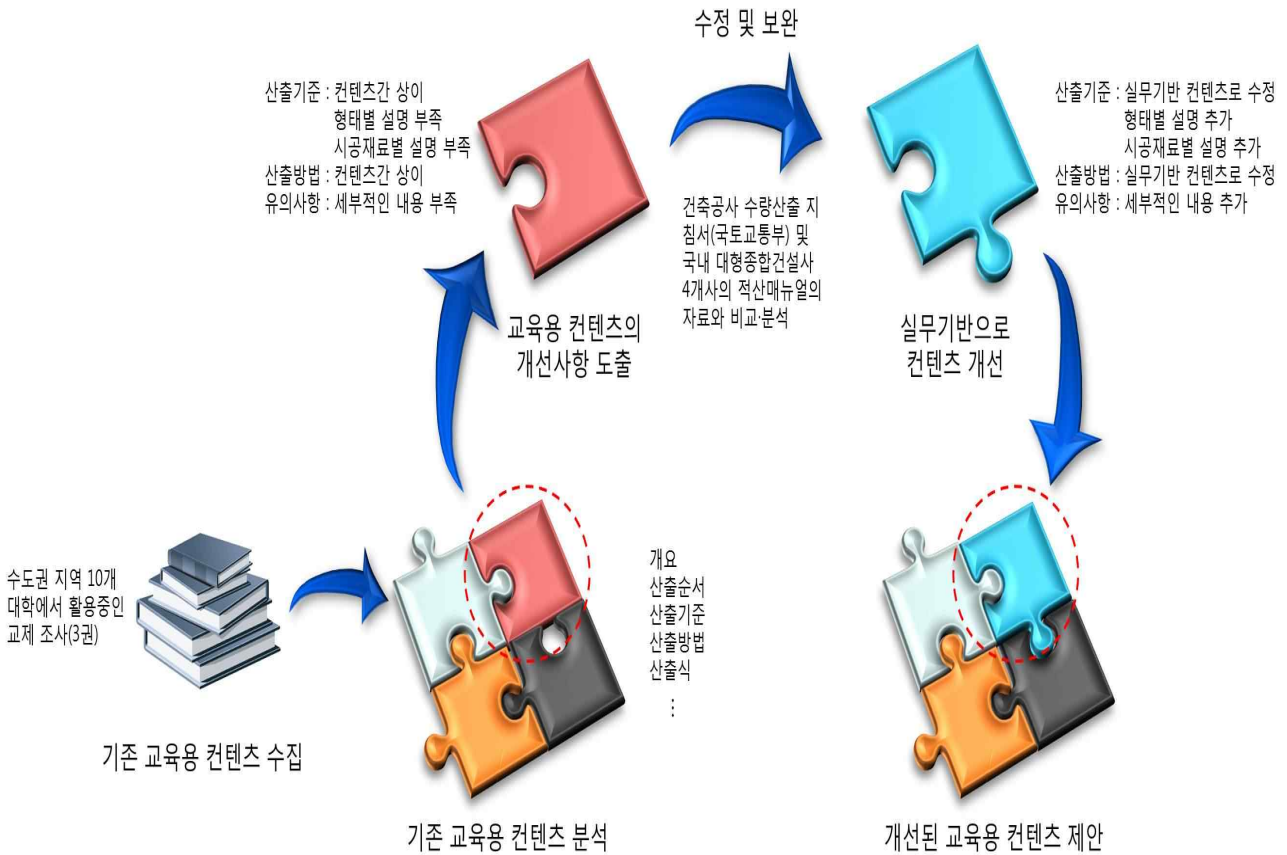 수정 및 보완
산출기준 : 컨텐츠간 상이
형태별 설명 부족
시공재료별 설명 부족
산출방법 : 컨텐츠간 상이
유의사항 : 세부적인 내용 부족
건축공사 수량산출 지
침서(국토교통부) 및
국내 대형종합건설사
4개사의 적산매뉴얼의
자료와 비교·분석
산출기준 : 실무기반 컨텐츠로 수정
형태별 설명 추가
시공재료별 설명 추가
산출방법 : 실무기반 컨텐츠로 수정
유의사항 : 세부적인 내용 추가
교육용 컨텐츠의
개선사항 도출
실무기반으로
컨텐츠 개선
수도권 지역 10개
대학에서 활용중인
교제 조사(3권)
기존 교육용 컨텐츠 수집
개요
산출순서
산출기준
산출방법
산출식
⋮
기존 교육용 컨텐츠 분석
개선된 교육용 컨텐츠 제안